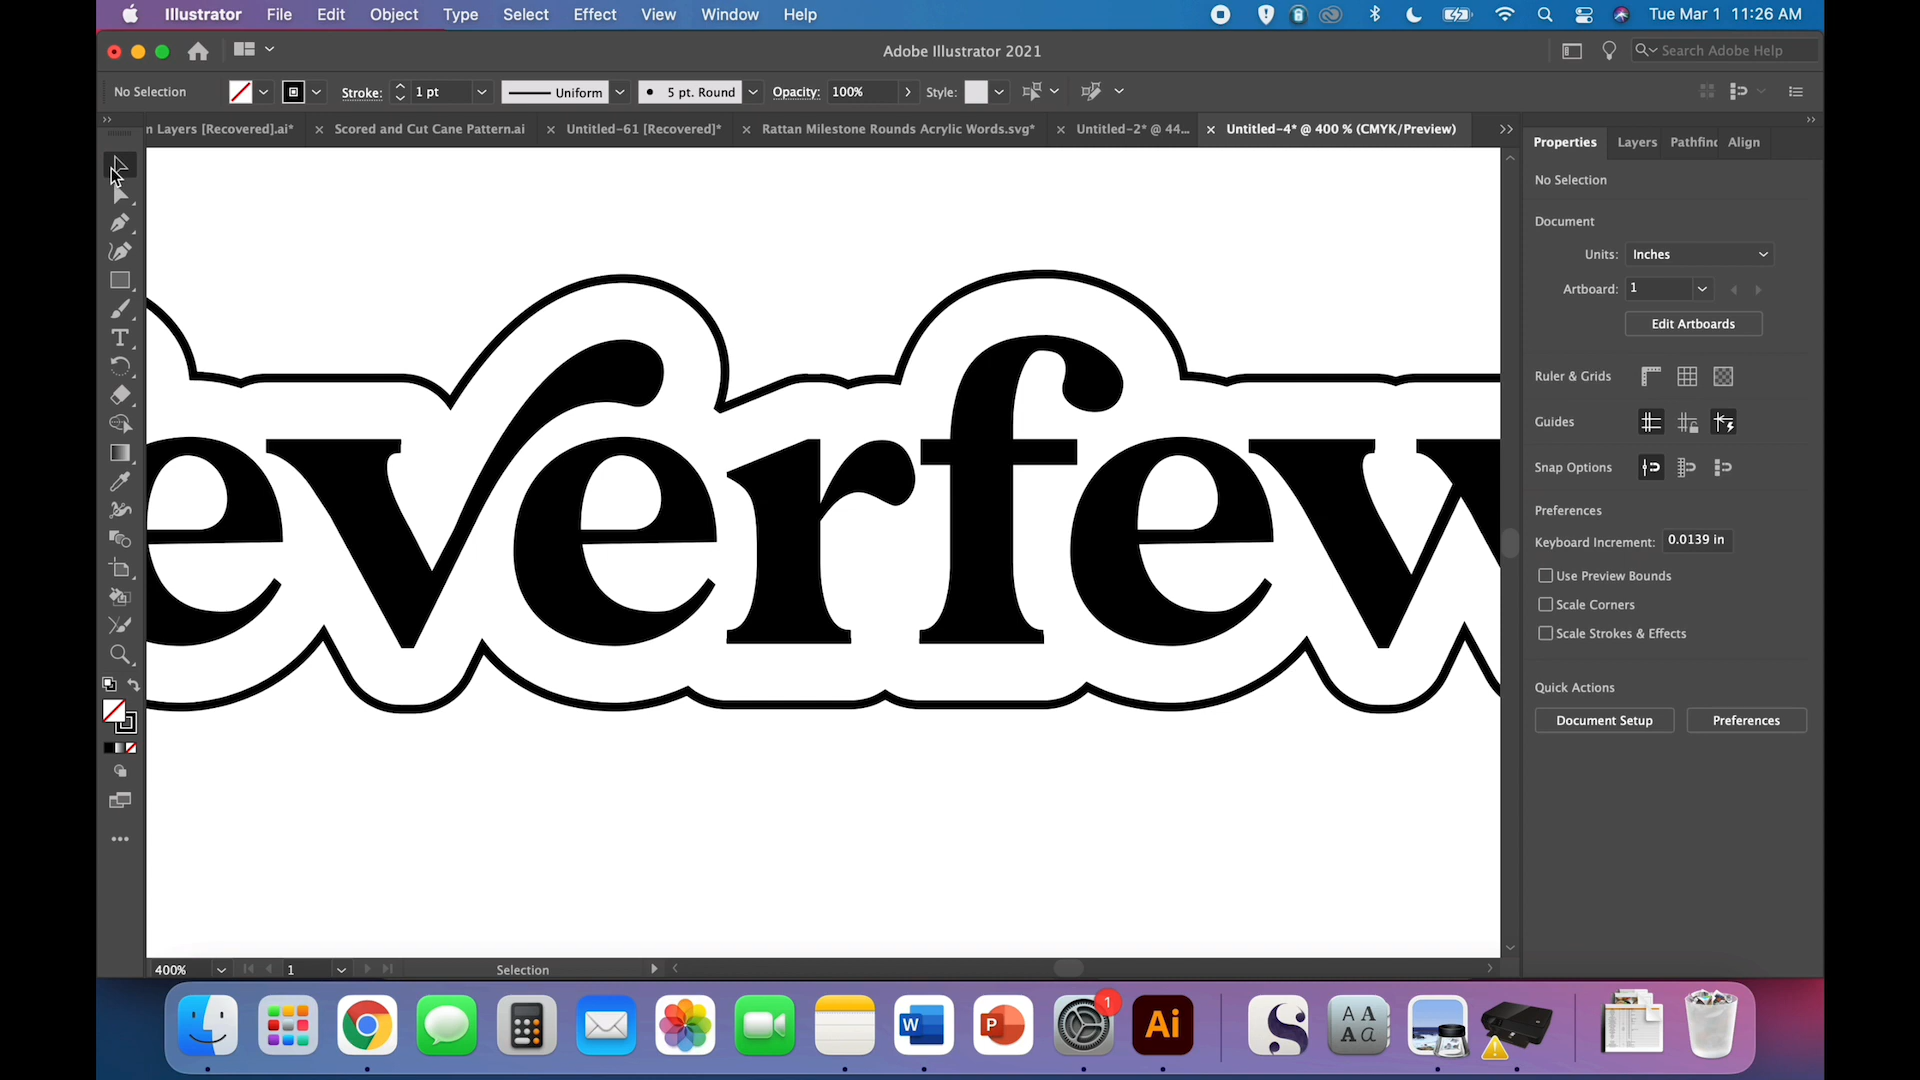 Illustrator File Edit Object Type Select Effect View Window Help Tue Mar 1 11:26 AM
Adobe Illustrator 2021 Search Adobe Help
No Selection Stroke: 1 pt Uniform 5 pt. Round Opacity: 100% Style:
n Layers [Recovered].ai* × Scored and Cut Cane Pattern.ai × Untitled-61 [Recovered]* × Rattan Milestone Rounds Acrylic Words.svg* × Untitled-2* @ 44... × Untitled-4* @ 400 % (CMYK/Preview)
Properties Layers Pathfinc Align
No Selection
Document
Units: Inches
Artboard: 1
Edit Artboards
Ruler & Grids
Guides
Snap Options
Preferences
Keyboard Increment: 0.0139 in
Use Preview Bounds
Scale Corners
Scale Strokes & Effects
Quick Actions
Document Setup Preferences
everfew
400% 1 Selection
1
W P Ai A A
A a